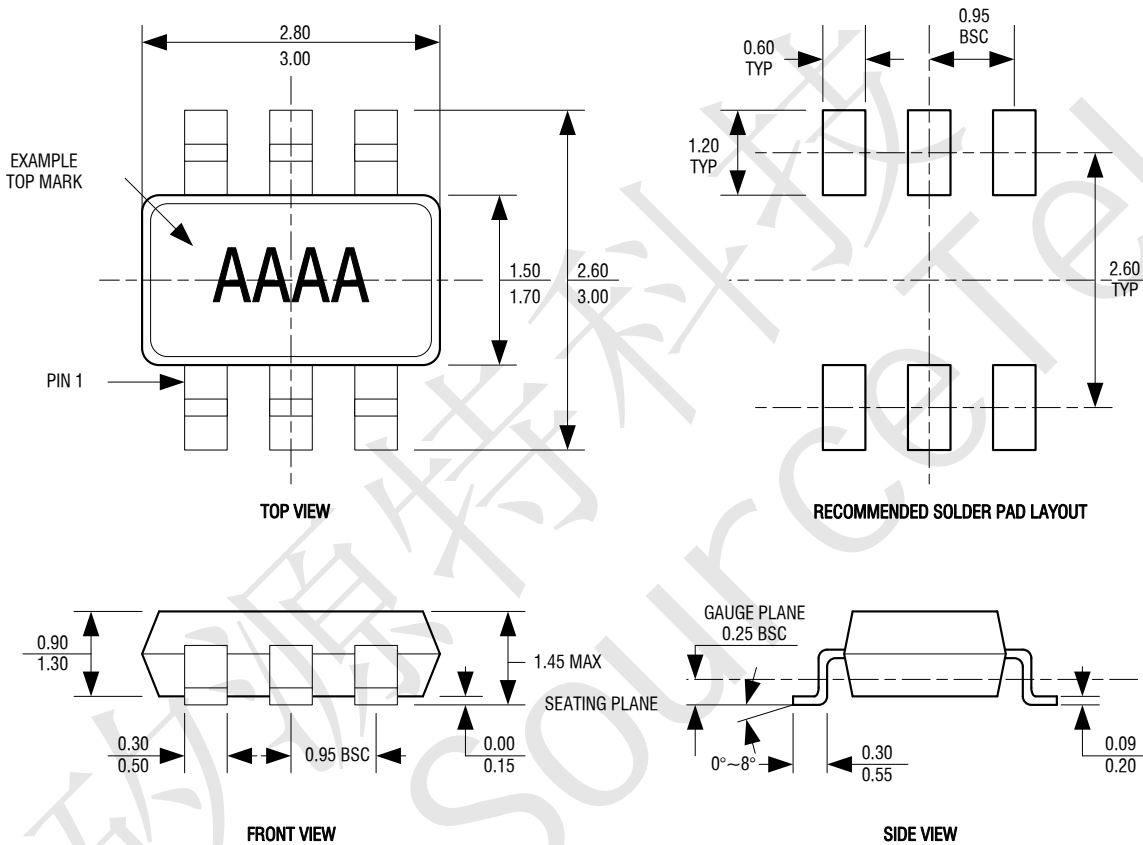 2.80
3.00
EXAMPLE
TOP MARK
AAAA
1.50
1.70
2.60
3.00
PIN 1
TOP VIEW
0.60
TYP
0.95
BSC
1.20
TYP
2.60
TYP
RECOMMENDED SOLDER PAD LAYOUT
0.90
1.30
1.45 MAX
SEATING PLANE
0.30
0.50
0.95 BSC
0.00
0.15
FRONT VIEW
GAUGE PLANE
0.25 BSC
0°~8°
0.30
0.55
0.09
0.20
SIDE VIEW
矽源特科技
SourceTel